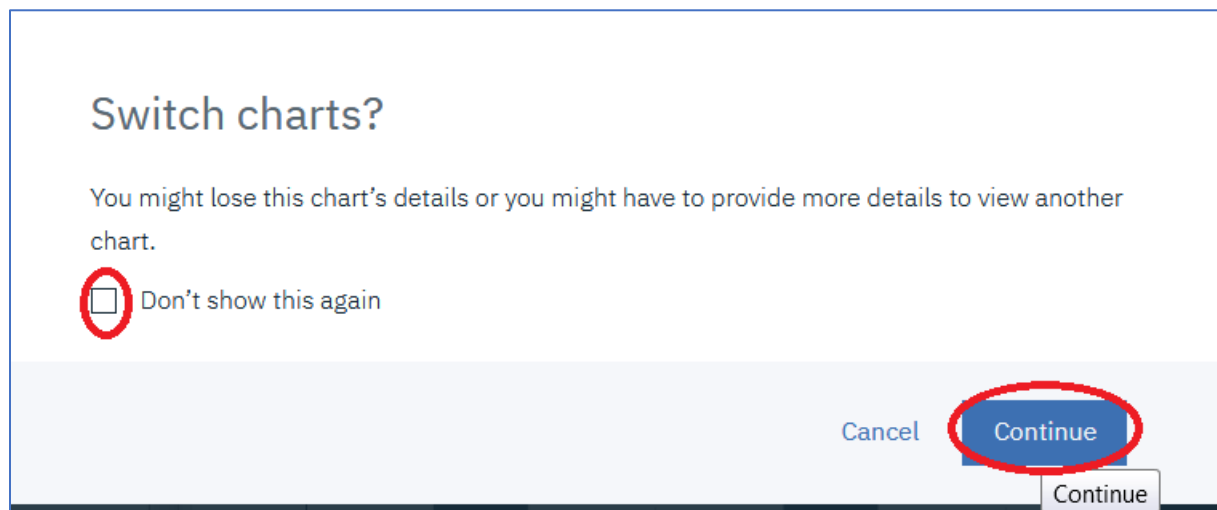 Switch charts?
You might lose this chart’s details or you might have to provide more details to view another
chart.
Don’t show this again
Cancel
Continue
Continue